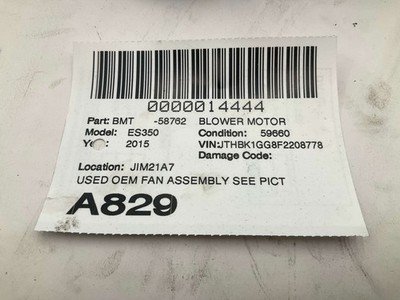 0000014444
Part: BMT -58762 BLOWER MOTOR
Model: ES350 Condition: 59660
2015 VIN:JTHBK1GG8F2208778
Damage Code:
Location: JIM21A7
USED OEM FAN ASSEMBLY SEE PICT
A829